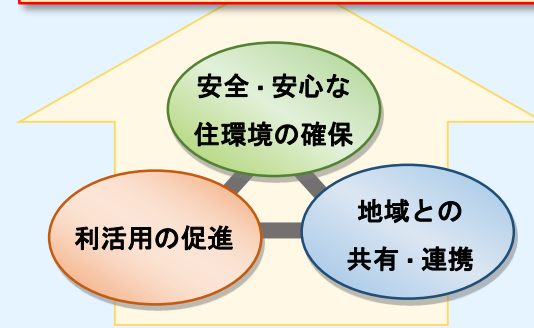 安全・安心な
住環境の確保
利活用の促進
地域との
共有・連携